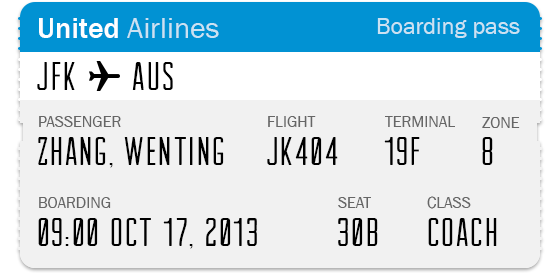 United Airlines Boarding pass
JFK AUS
PASSENGER FLIGHT TERMINAL ZONE
ZHANG, WENTING JK404 19F 8
BOARDING SEAT CLASS
09:00 OCT 17, 2013 30B COACH